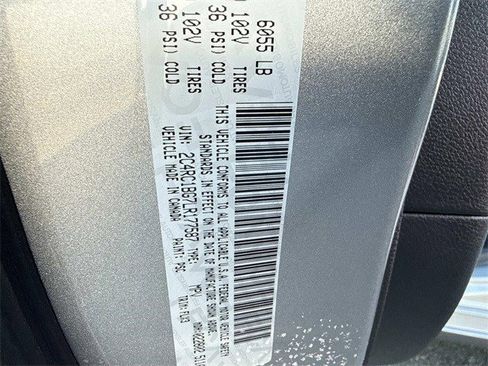 6055 LB
102V TIRES
36 PSI) COLD
102V TIRES
36 PSI) COLD
THIS VEHICLE CONFORMS TO ALL APPLICABLE U.S.A. FEDERAL MOTOR VEHICLE SAFETY
STANDARDS IN EFFECT ON THE DATE OF MANUFACTURE SHOWN ABOVE.
VIN: 2C4RC1BG7LR177587 TYPE: MPV
VEHICLE MADE IN CANADA PAINT: PSC